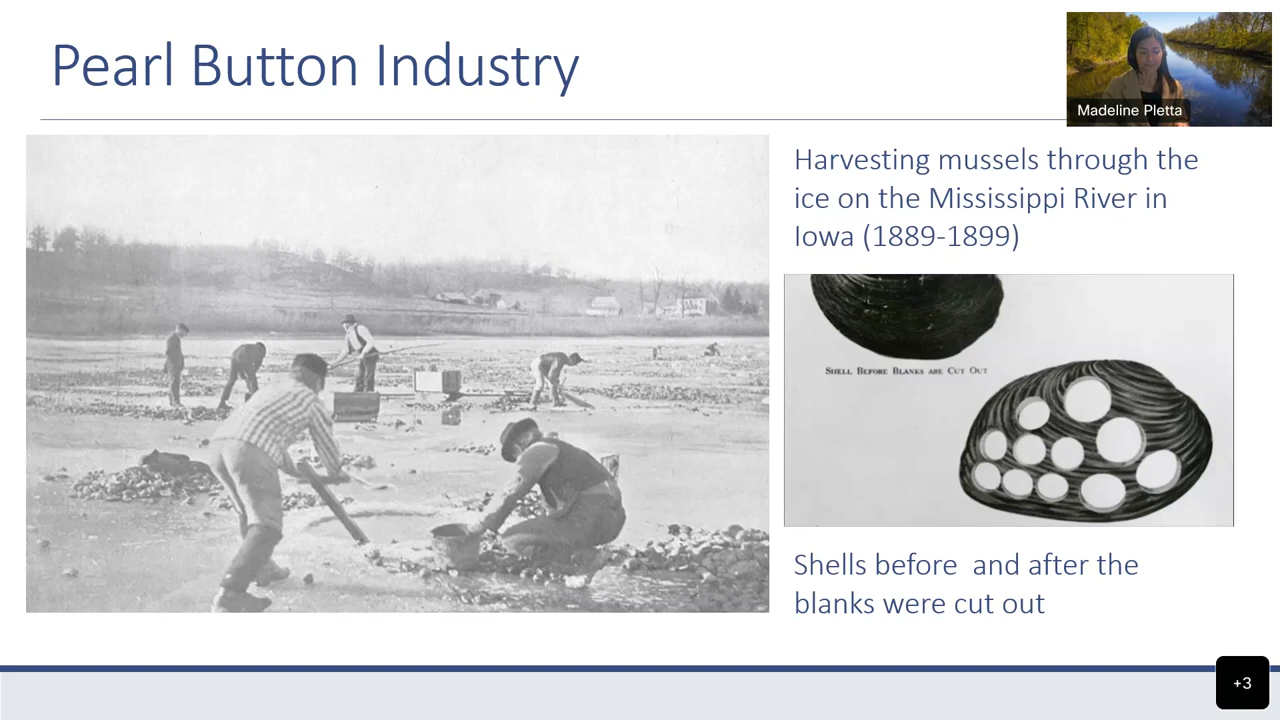 Pearl Button Industry
Madeline Pletta
Harvesting mussels through the
ice on the Mississippi River in
Iowa (1889-1899)
SHELL BEFORE BLANKS ARE CUT OUT
Shells before  and after the
blanks were cut out
+3